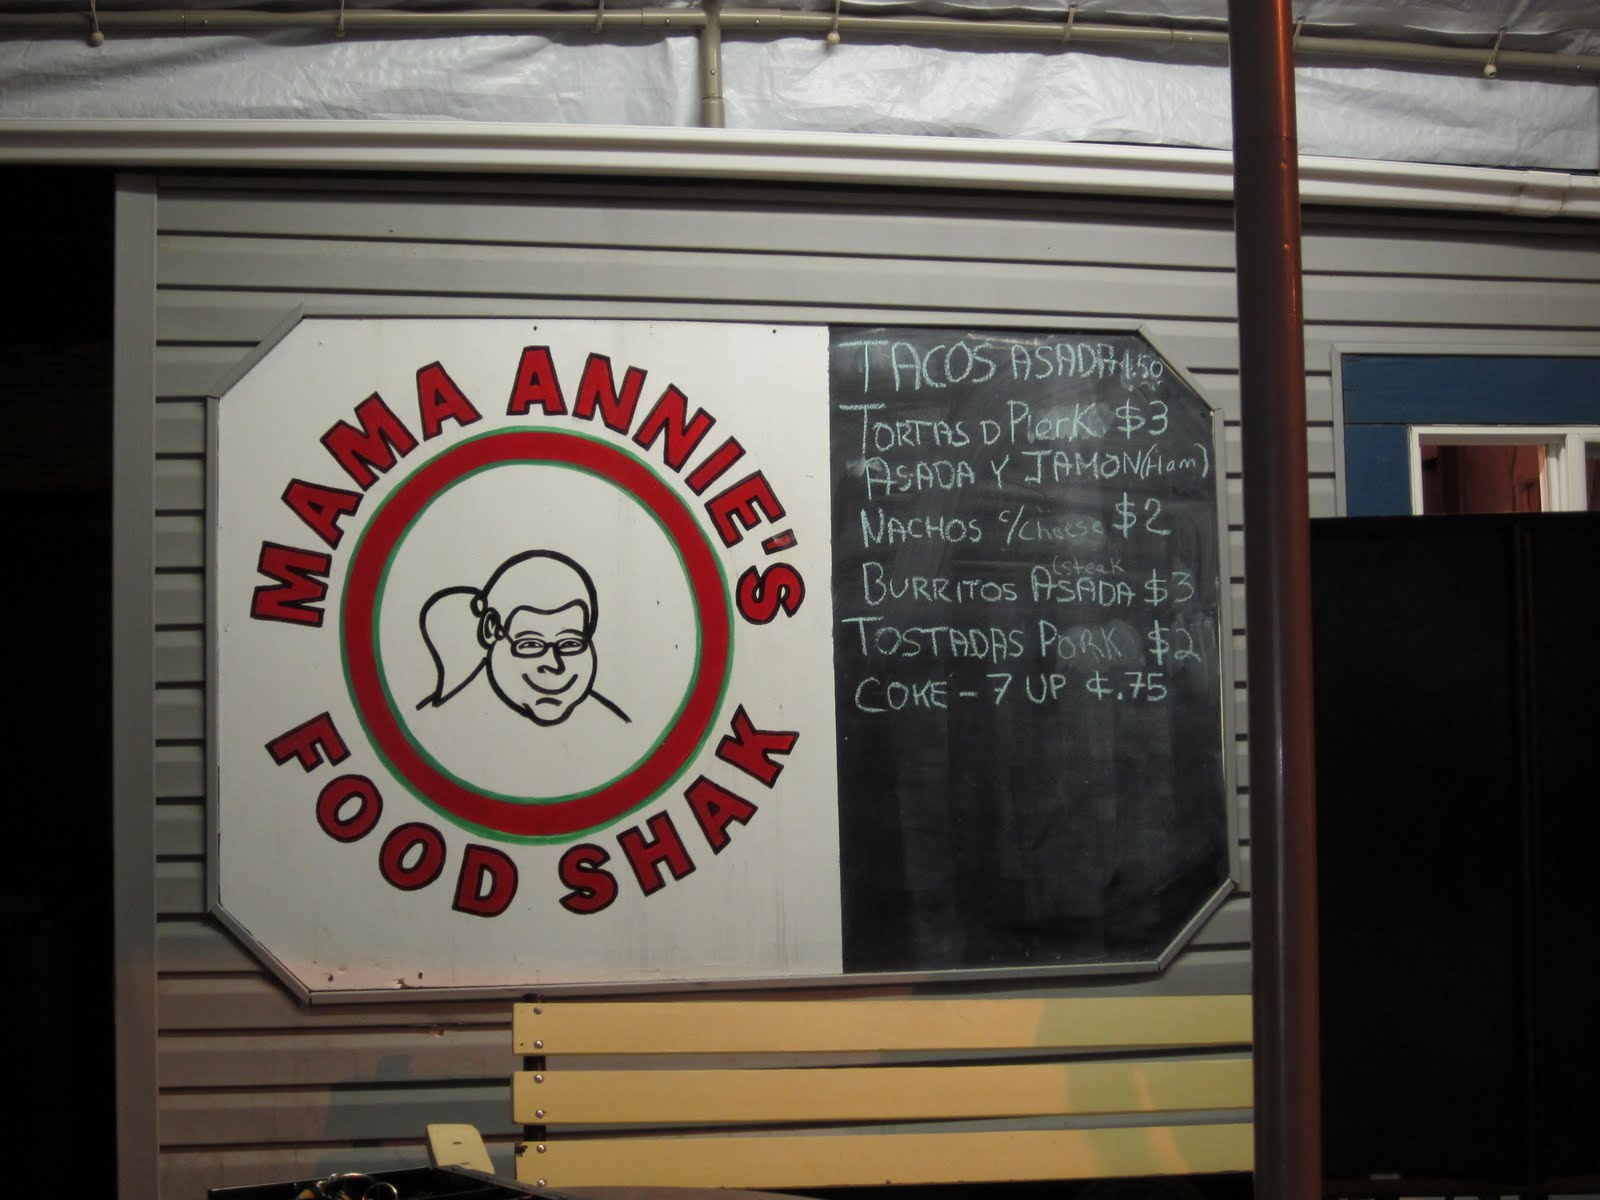 MAMA ANNIE'S
FOOD SHAK
TACOS ASADA $1.50
TORTAS D PIerK $3
ASADA Y JAMON (Ham)
NACHOS c/cheese $2
(steak
BURRITOS ASADA $3
TOSTADAS PORK $2
COKE - 7 UP ¢.75